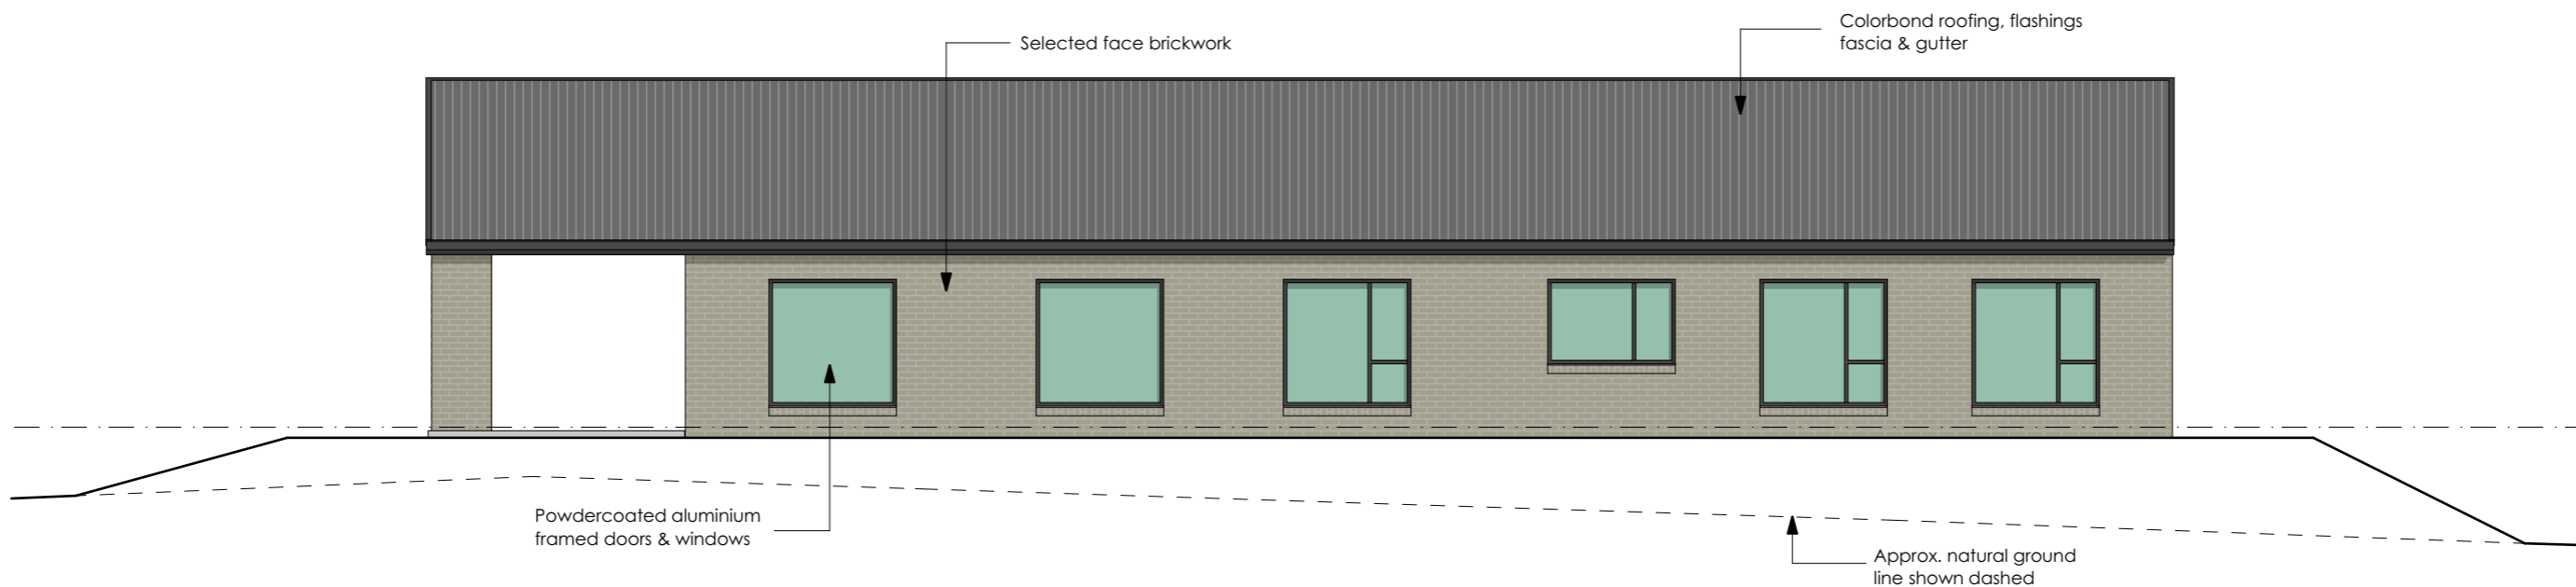 Selected face brickwork
Colorbond roofing, flashings
fascia & gutter
Powdercoated aluminium
framed doors & windows
Approx. natural ground
line shown dashed